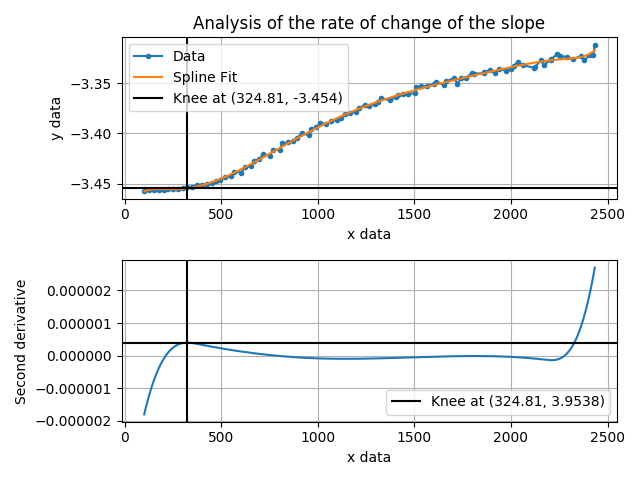 Analysis of the rate of change of the slope
Data
Spline Fit
Knee at (324.81, -3.454)
y data
−3.35
−3.40
−3.45
0 500 1000 1500 2000 2500
x data
Second derivative
0.000002
0.000001
0.000000
−0.000001
−0.000002
Knee at (324.81, 3.9538)
0 500 1000 1500 2000 2500
x data